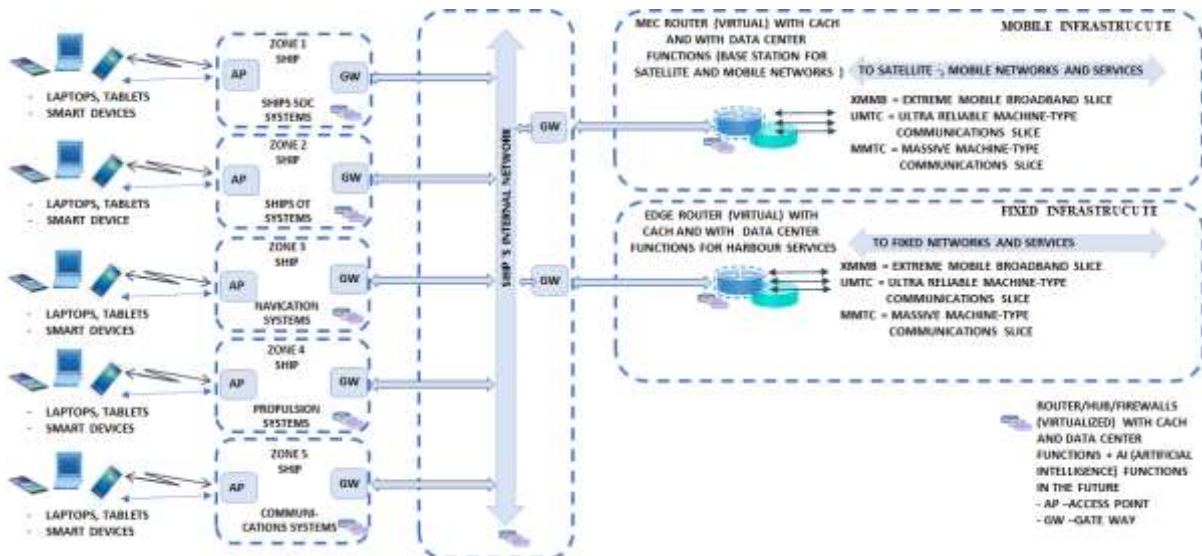 ZONE 1
SHIP
AP
GW
SHIPS SOC
SYSTEMS
- LAPTOPS, TABLETS
- SMART DEVICES
ZONE 2
SHIP
AP
GW
SHIPS OT
SYSTEMS
- LAPTOPS, TABLETS
- SMART DEVICE
ZONE 3
SHIP
AP
GW
NAVIGATION
SYSTEMS
- LAPTOPS, TABLETS
- SMART DEVICES
ZONE 4
SHIP
AP
GW
PROPULSION
SYSTEMS
- LAPTOPS, TABLETS
- SMART DEVICES
ZONE 5
SHIP
AP
GW
COMMUNI-
CATIONS SYSTEMS
- LAPTOPS, TABLETS
- SMART DEVICES
SHIP´S INTERNAL NETWORK
GW
GW
MEC ROUTER (VIRTUAL) WITH CACH
AND WITH DATA CENTER
FUNCTIONS (BASE STATION FOR
SATELLITE AND MOBILE NETWORKS )
MOBILE INFRASTRUCUTE
TO SATELLITE -, MOBILE NETWORKS AND SERVICES
XMMB = EXTREME MOBILE BROADBAND SLICE
UMTC = ULTRA RELIABLE MACHINE-TYPE
COMMUNICATIONS SLICE
MMTC = MASSIVE MACHINE-TYPE
COMMUNICATIONS SLICE
EDGE ROUTER (VIRTUAL) WITH
CACH AND WITH DATA CENTER
FUNCTIONS FOR HARBOUR SERVICES
FIXED INFRASTRUCUTE
TO FIXED NETWORKS AND SERVICES
XMMB = EXTREME MOBILE BROADBAND SLICE
UMTC = ULTRA RELIABLE MACHINE-TYPE
COMMUNICATIONS SLICE
MMTC = MASSIVE MACHINE-TYPE
COMMUNICATIONS SLICE
ROUTER/HUB/FIREWALLS
(VIRTUALIZED) WITH CACH
AND DATA CENTER
FUNCTIONS + AI (ARTIFICIAL
INTELLIGENCE) FUNCTIONS
IN THE FUTURE
- AP –ACCESS POINT
- GW –GATE WAY